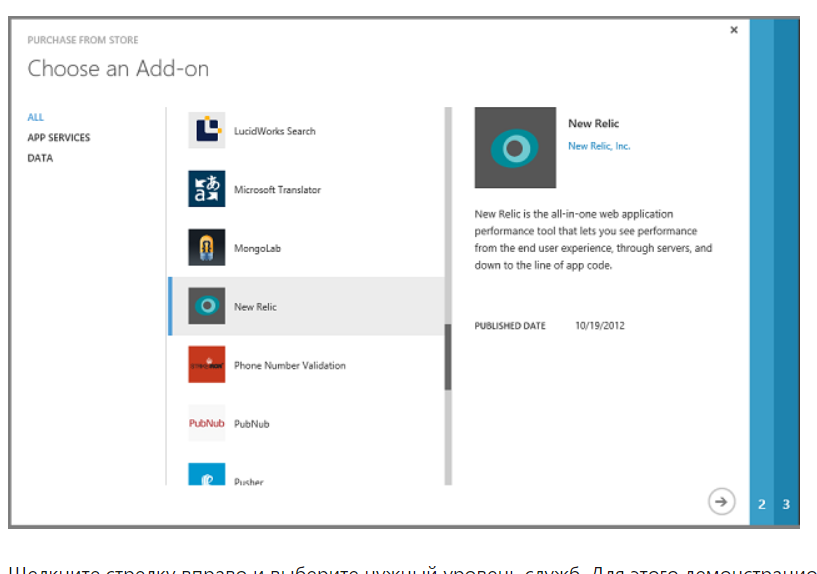 PURCHASE FROM STORE
Choose an Add-on
ALL
APP SERVICES
DATA
LucidWorks Search
Microsoft Translator
MongoLab
New Relic
Phone Number Validation
PubNub PubNub
Pusher
New Relic
New Relic, Inc.
New Relic is the all-in-one web application
performance tool that lets you see performance
from the end user experience, through servers, and
down to the line of app code.
PUBLISHED DATE 10/19/2012
2 3
Щелкните стрелку вправо и выберите нужный уровень служб. Для этого демонстрацио